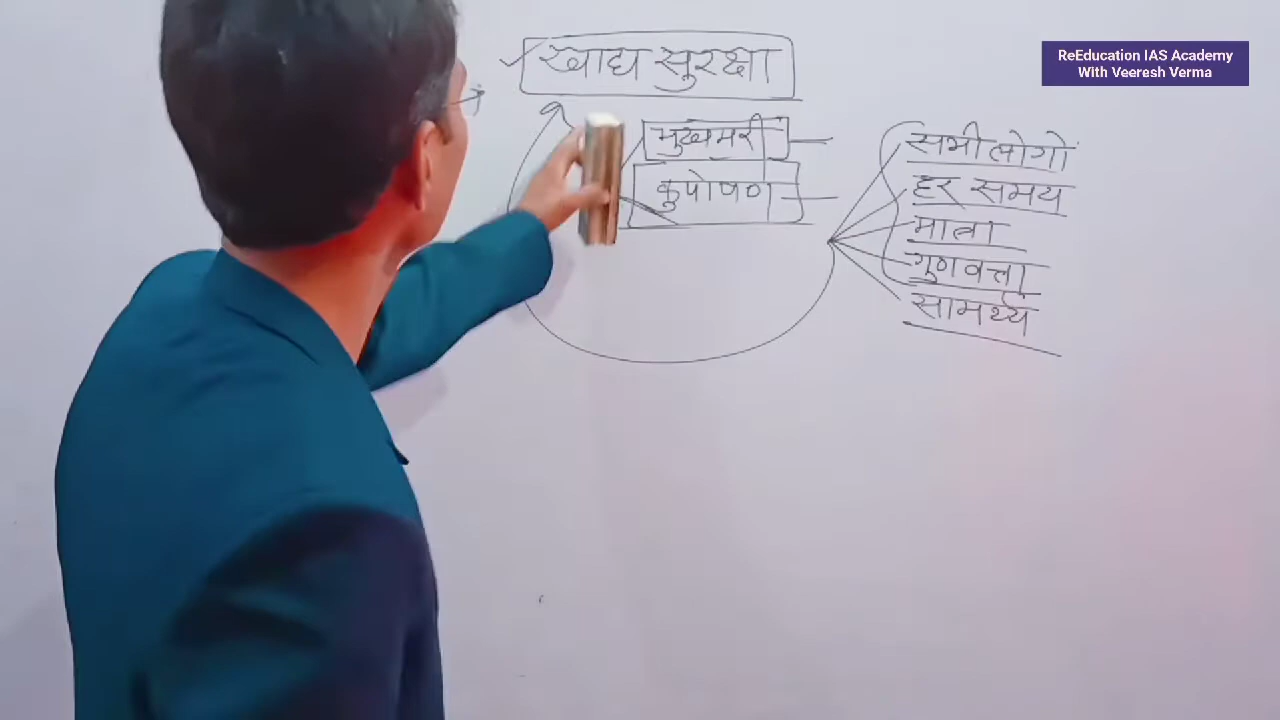 खाद्य सुरक्षा
भुखमरी
कुपोषण
सभी लोगों
हर समय
मात्रा
गुणवत्ता
सामर्थ्य
ReEducation IAS Academy
With Veeresh Verma